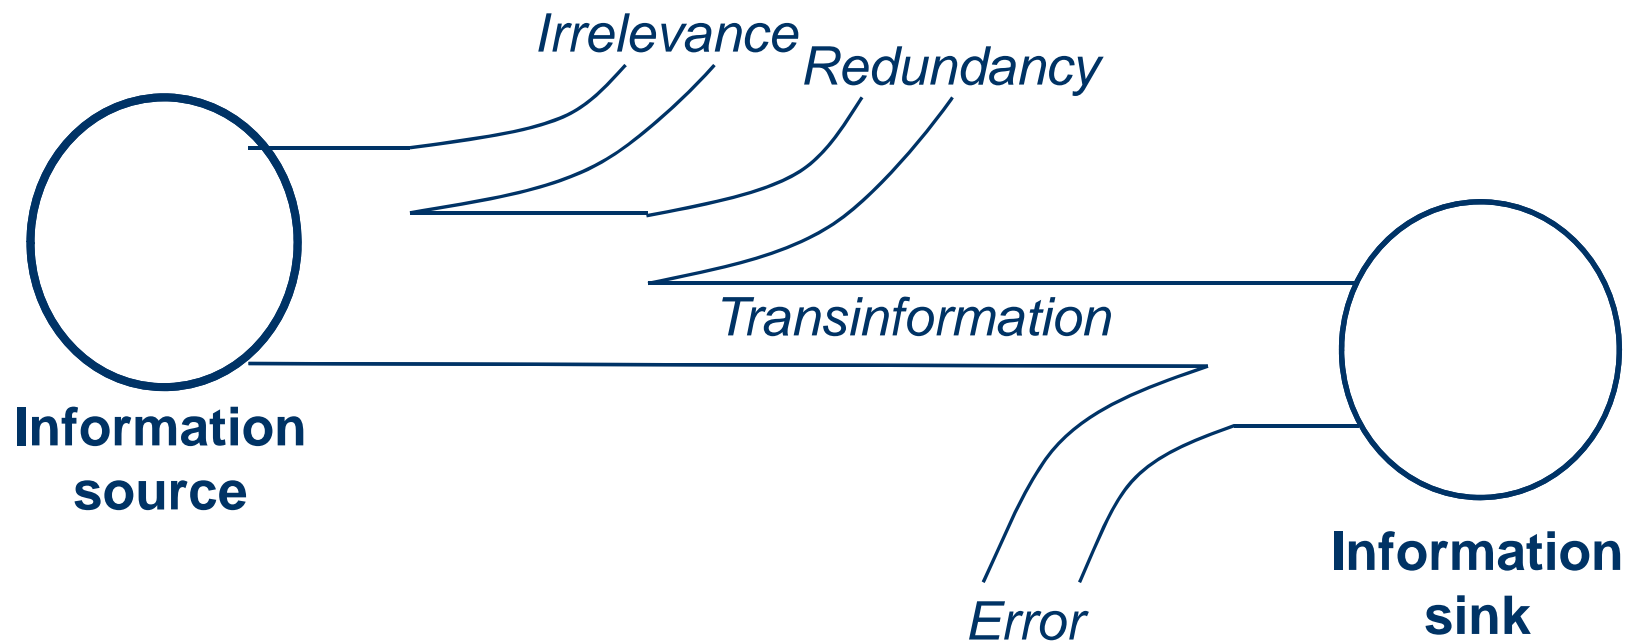 Irrelevance
Redundancy
Transinformation
Information
source
Error
Information
sink